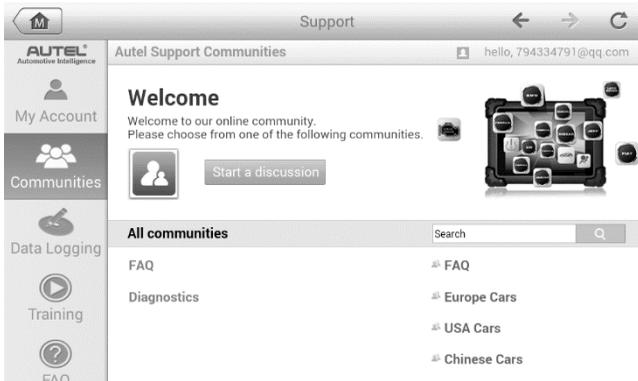 M
Support
AUTEL®
Automotive Intelligence
My Account
Communities
Data Logging
Training
FAQ
Autel Support Communities
hello, 794334791@qq.com
Welcome
Welcome to our online community.
Please choose from one of the following communities.
Start a discussion
All communities
Search
FAQ
Diagnostics
FAQ
Europe Cars
USA Cars
Chinese Cars